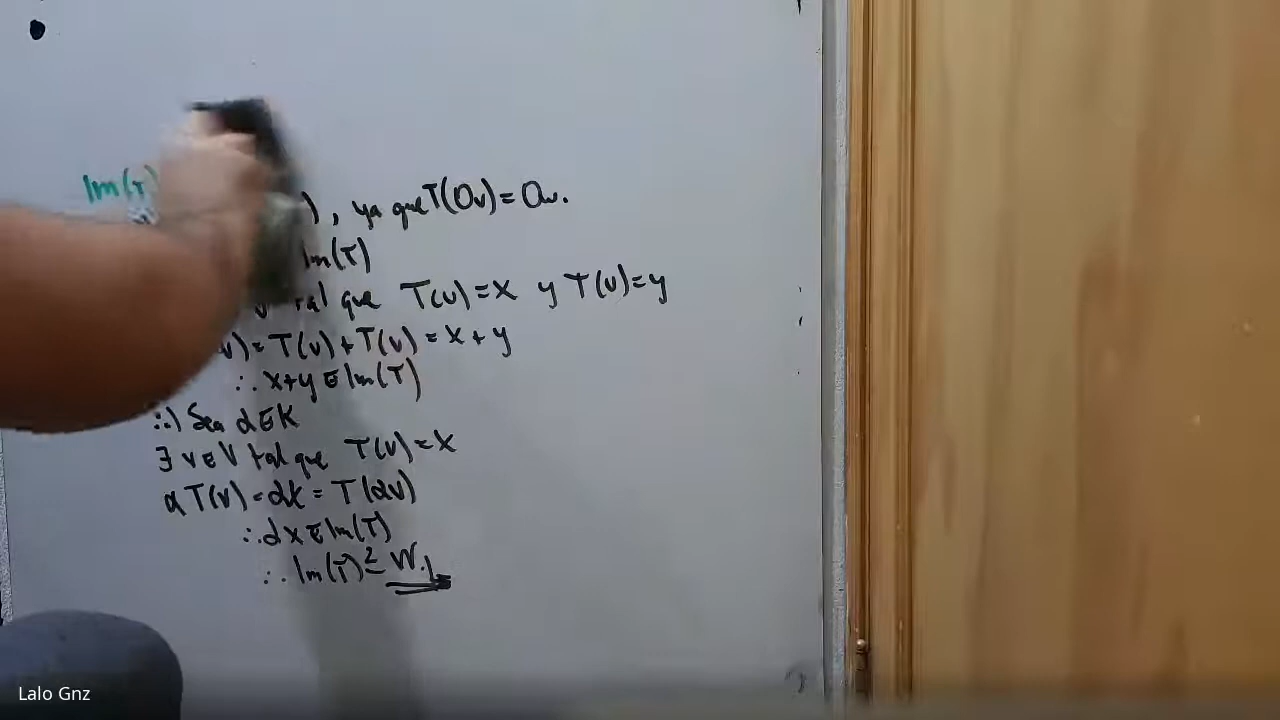 Im(T)
), ya que T(0v)=0w.
Im(T)
tal que T(u)=x y T(v)=y
v)=T(u)+T(v)=x+y
∴ x+y∈Im(T)
∴) Sea α∈K
∃ v∈V tal que T(v)=x
αT(v)=αx=T(αv)
∴ αx∈Im(T)
∴ Im(T)≤W.
Lalo Gnz